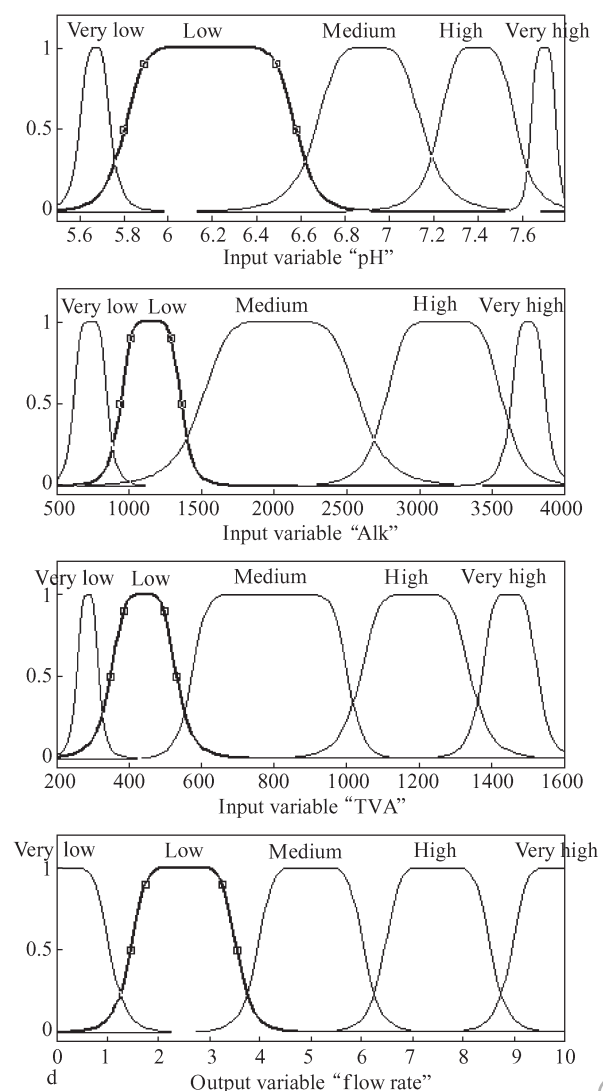 Very low Low Medium High Very high
1
0.5
0
5.6 5.8 6 6.2 6.4 6.6 6.8 7 7.2 7.4 7.6
Input variable “pH”
Very low Low Medium High Very high
1
0.5
0
500 1000 1500 2000 2500 3000 3500 4000
Input variable “Alk”
Very low Low Medium High Very high
1
0.5
0
200 400 600 800 1000 1200 1400 1600
Input variable “TVA”
Very low Low Medium High Very high
1
0.5
0
0 1 2 3 4 5 6 7 8 9 10
d
Output variable “flow rate”